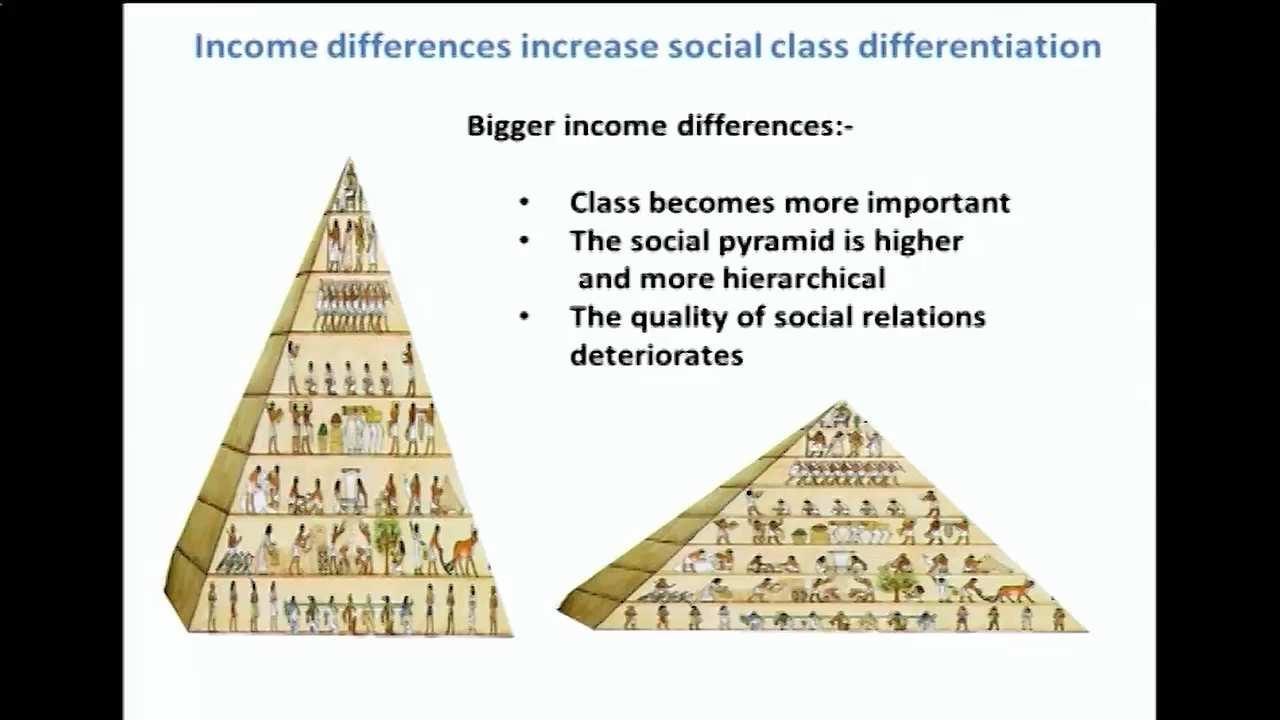 Income differences increase social class differentiation
Bigger income differences:-
• Class becomes more important
• The social pyramid is higher
and more hierarchical
• The quality of social relations
deteriorates